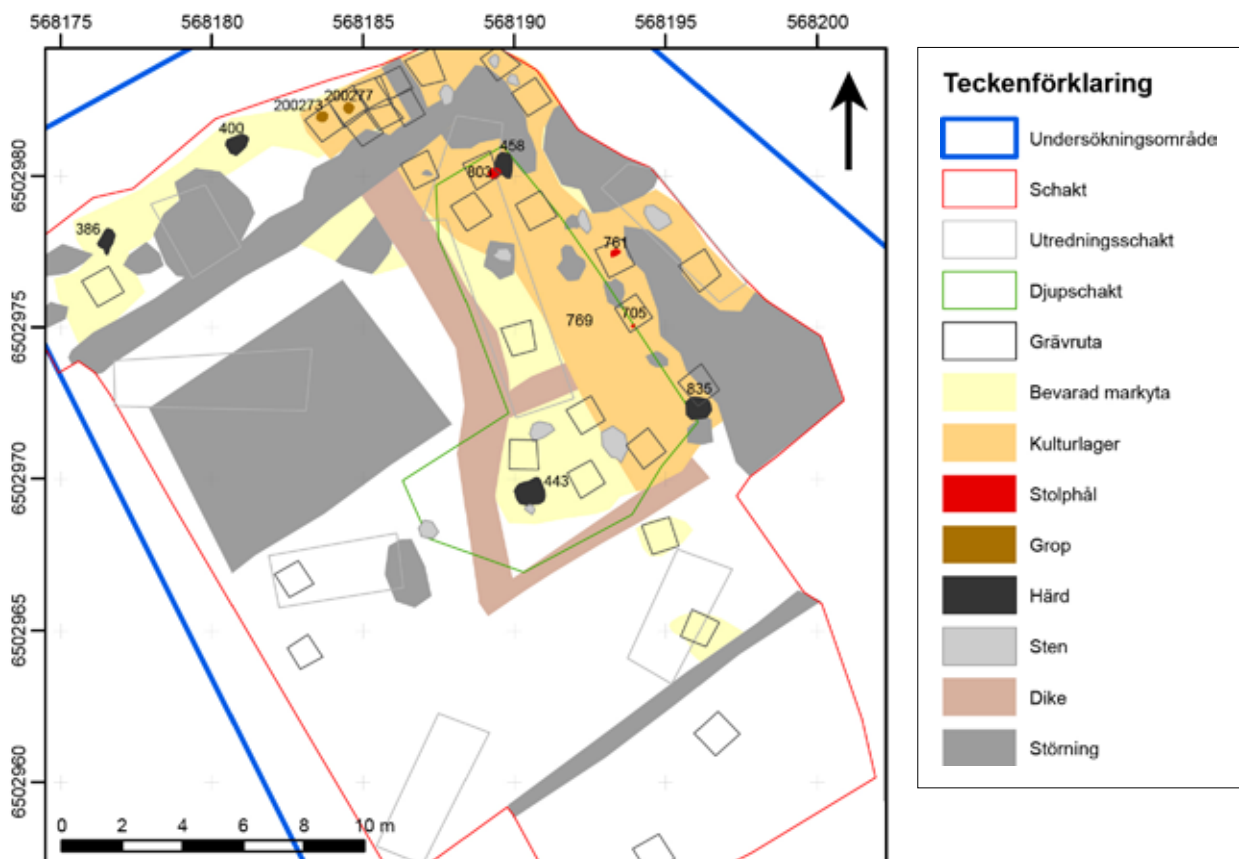 568175 568180 568185 568190 568195 568200
6502980
6502975
6502970
6502965
6502960
200277
200273
400
458
803
386
761
705
769
835
443
0 2 4 6 8 10 m
Teckenförklaring
Undersökningsområde
Schakt
Utredningsschakt
Djupschakt
Grävruta
Bevarad markyta
Kulturlager
Stolphål
Grop
Härd
Sten
Dike
Störning